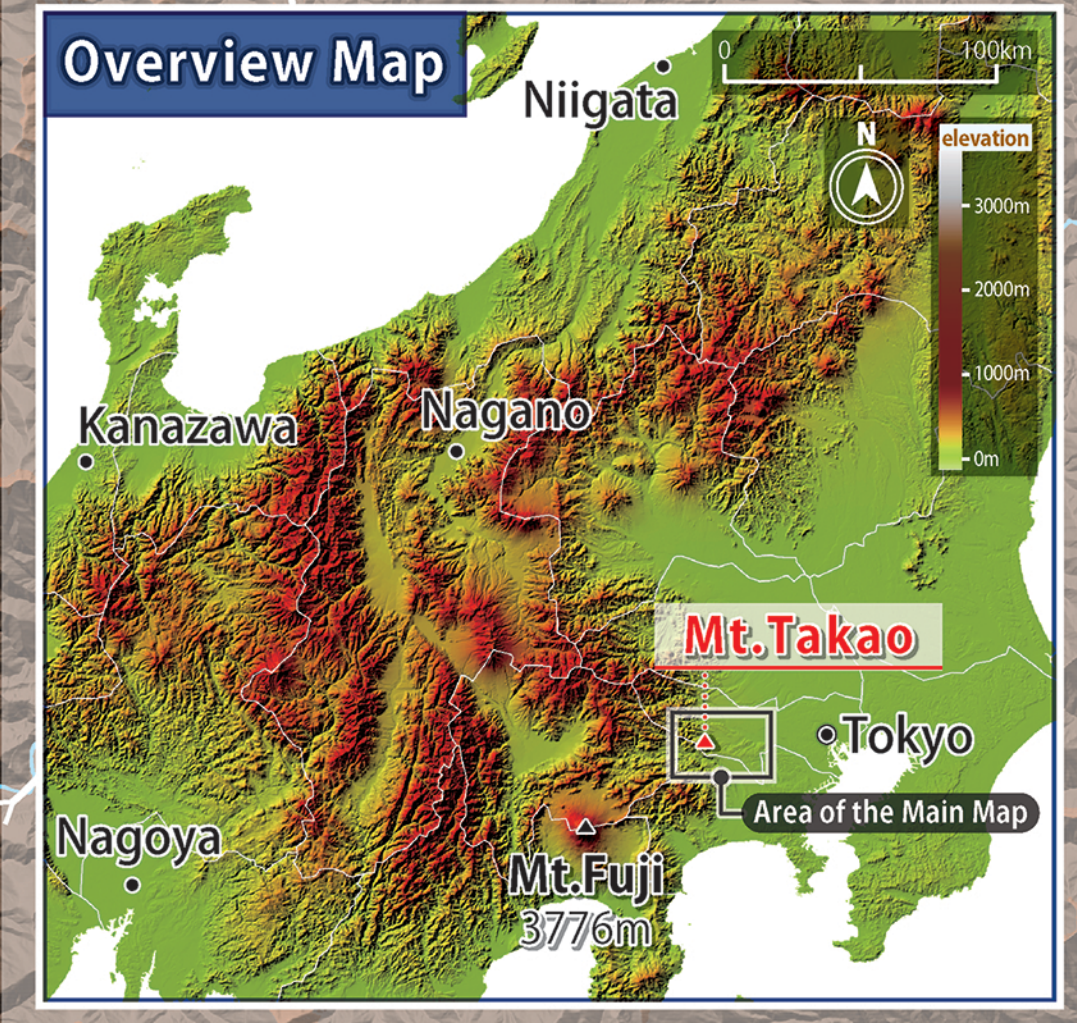 Overview Map
0 100km
Niigata
N
elevation
3000m
2000m
1000m
0m
Kanazawa
Nagano
Mt.Takao
Tokyo
Area of the Main Map
Nagoya
Mt.Fuji
3776m